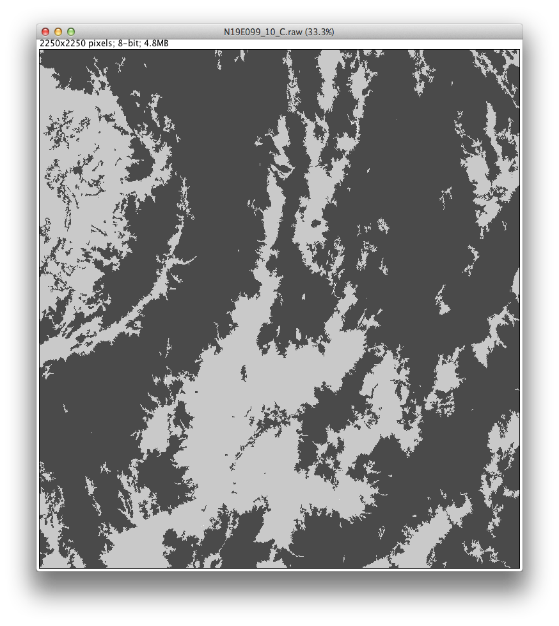 N19E099_10_C.raw (33.3%)
2250x2250 pixels; 8-bit; 4.8MB